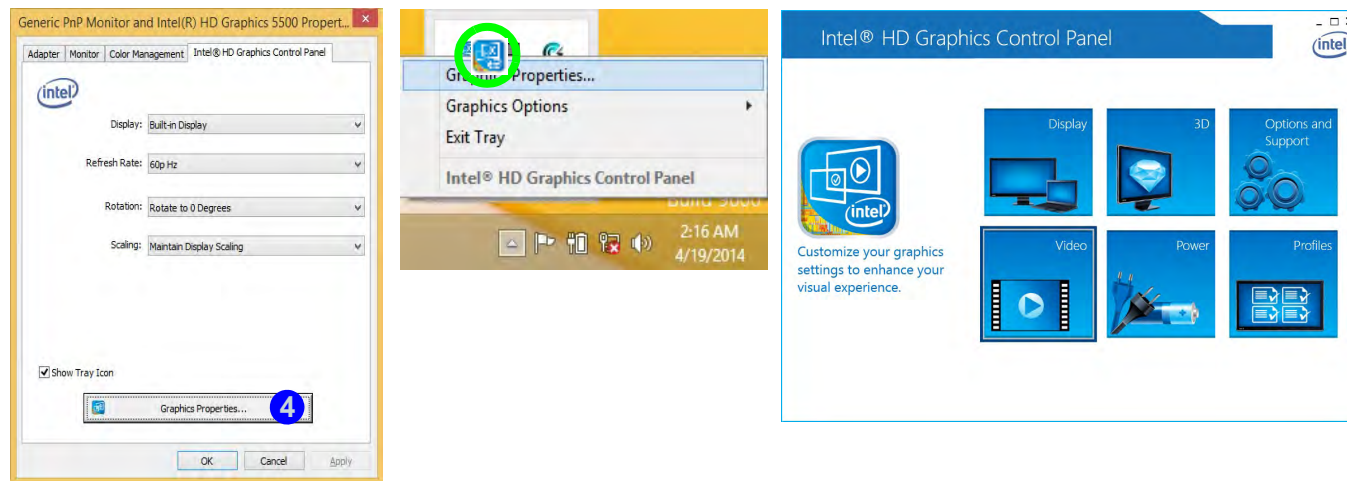 Generic PnP Monitor and Intel(R) HD Graphics 5500 Propert...
Adapter Monitor Color Management Intel® HD Graphics Control Panel
intel
Display: Built-in Display
Refresh Rate: 60p Hz
Rotation: Rotate to 0 Degrees
Scaling: Maintain Display Scaling
Show Tray Icon
Graphics Properties... 4
OK Cancel Apply
Properties...
Graphics Options
Exit Tray
Intel® HD Graphics Control Panel
2:16 AM
4/19/2014
Intel® HD Graphics Control Panel
intel
Display
3D
Options and
Support
intel
Customize your graphics
settings to enhance your
visual experience.
Video
Power
Profiles